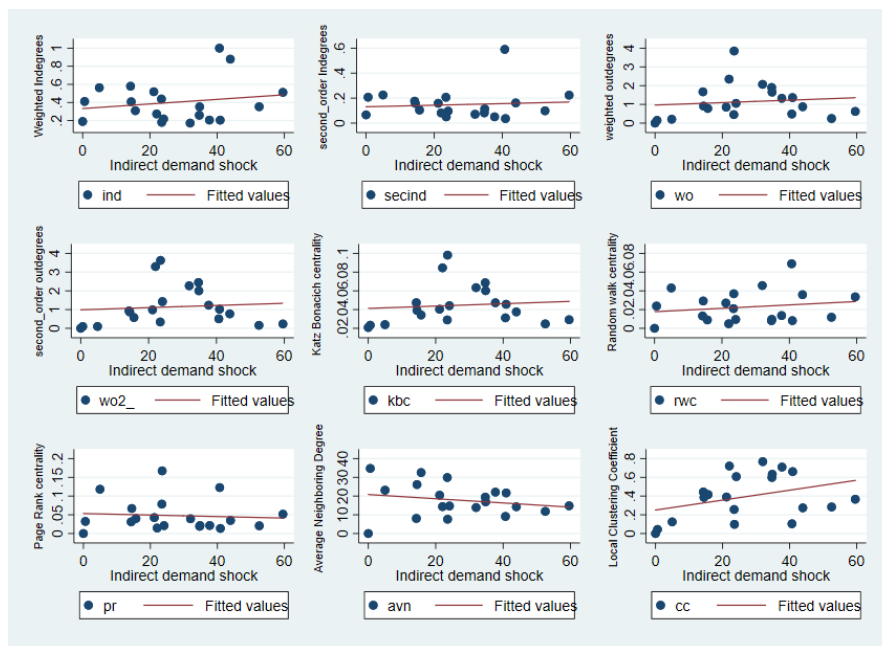 Weighted Indegrees
.2 .4 .6 .8 1
0 20 40 60
Indirect demand shock
ind Fitted values
second_order Indegrees
0 .2 .4 .6
0 20 40 60
Indirect demand shock
secind Fitted values
weighted outdegrees
0 1 2 3 4
0 20 40 60
Indirect demand shock
wo Fitted values
second_order outdegrees
0 1 2 3 4
0 20 40 60
Indirect demand shock
wo2_ Fitted values
Katz Bonacich centrality
.02.04.06.08 .1
0 20 40 60
Indirect demand shock
kbc Fitted values
Random walk centrality
0 .02.04.06.08
0 20 40 60
Indirect demand shock
rwc Fitted values
Page Rank centrality
0 .05 .1 .15 .2
0 20 40 60
Indirect demand shock
pr Fitted values
Average Neighboring Degree
0 10 20 30 40
0 20 40 60
Indirect demand shock
avn Fitted values
Local Clustering Coefficient
0 .2 .4 .6 .8
0 20 40 60
Indirect demand shock
cc Fitted values